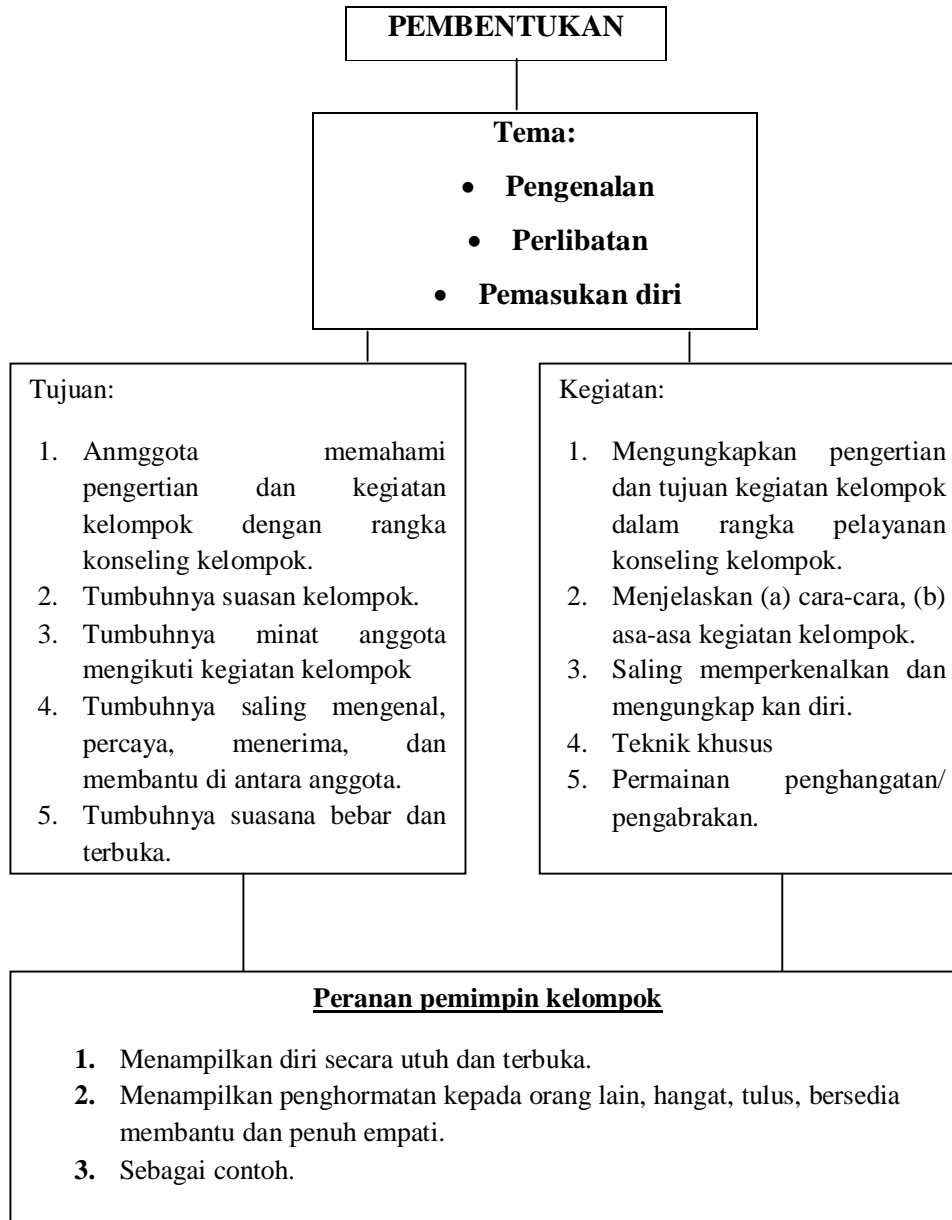 PEMBENTUKAN
Tema:
• Pengenalan
• Perlibatan
• Pemasukan diri
Tujuan:
1. Anmggota memahami
pengertian dan kegiatan
kelompok dengan rangka
konseling kelompok.
2. Tumbuhnya suasan kelompok.
3. Tumbuhnya minat anggota
mengikuti kegiatan kelompok
4. Tumbuhnya saling mengenal,
percaya, menerima, dan
membantu di antara anggota.
5. Tumbuhnya suasana bebar dan
terbuka.
Kegiatan:
1. Mengungkapkan pengertian
dan tujuan kegiatan kelompok
dalam rangka pelayanan
konseling kelompok.
2. Menjelaskan (a) cara-cara, (b)
asa-asa kegiatan kelompok.
3. Saling memperkenalkan dan
mengungkap kan diri.
4. Teknik khusus
5. Permainan penghangatan/
pengabrakan.
Peranan pemimpin kelompok
1. Menampilkan diri secara utuh dan terbuka.
2. Menampilkan penghormatan kepada orang lain, hangat, tulus, bersedia
membantu dan penuh empati.
3. Sebagai contoh.